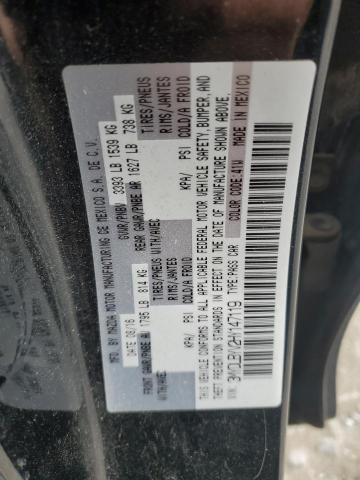 MFD. BY MAZDA MOTOR MANUFACTURING DE MEXICO S.A. DE C.V.
DATE 08/16 GVWR/PNBV 3393 LB 1539 KG
FRONT GAWR/PNBE AV 1795 LB 814 KG REAR GAWR/PNBE AR 1627 LB 738 KG
WITH/AVEC TIRES/PNEUS WITH/AVEC TIRES/PNEUS
RIMS/JANTES RIMS/JANTES
KPA/ PSI COLD/A FROID KPA/ PSI COLD/A FROID
THIS VEHICLE CONFORMS TO ALL APPLICABLE FEDERAL MOTOR VEHICLE SAFETY, BUMPER, AND
THEFT PREVENTION STANDARDS IN EFFECT ON THE DATE OF MANUFACTURE SHOWN ABOVE.
TYPE:PASS CAR COLOR CODE:41W MADE IN MEXICO